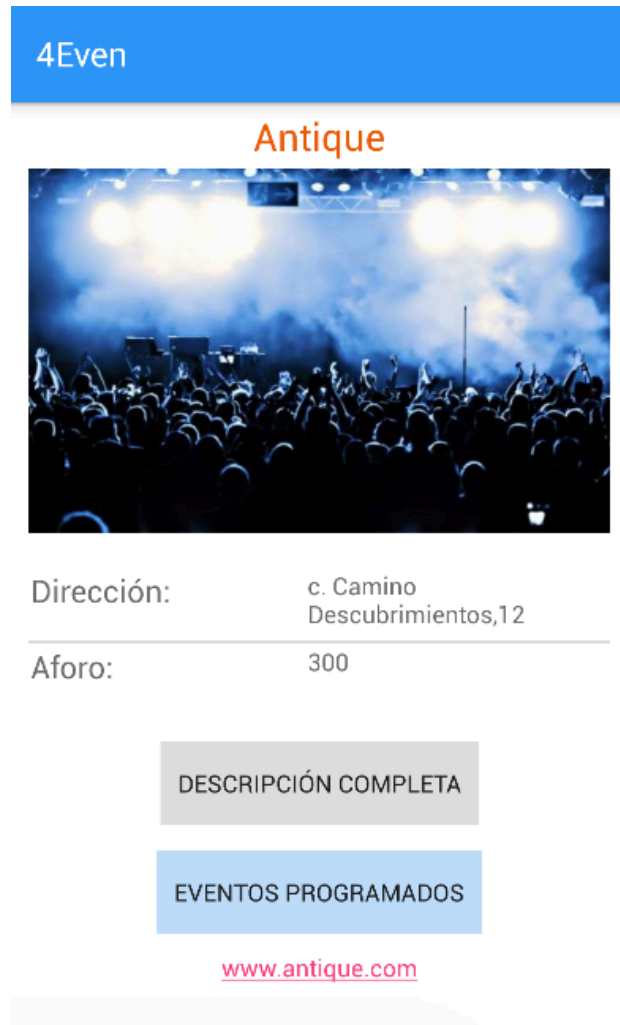 4Even
Antique
Dirección:
c. Camino
Descubrimientos,12
Aforo:
300
DESCRIPCIÓN COMPLETA
EVENTOS PROGRAMADOS
www.antique.com